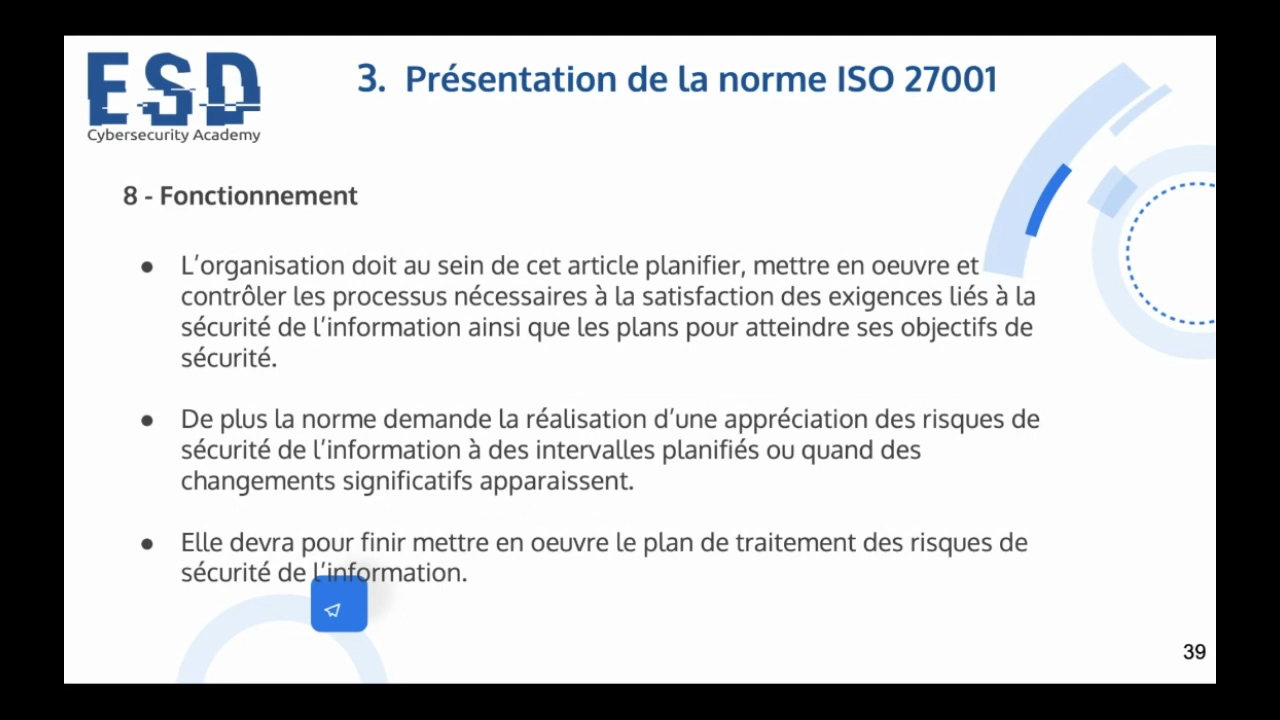 ESD
Cybersecurity Academy
3. Présentation de la norme ISO 27001
8 - Fonctionnement
● L'organisation doit au sein de cet article planifier, mettre en oeuvre et
contrôler les processus nécessaires à la satisfaction des exigences liés à la
sécurité de l'information ainsi que les plans pour atteindre ses objectifs de
sécurité.
● De plus la norme demande la réalisation d'une appréciation des risques de
sécurité de l'information à des intervalles planifiés ou quand des
changements significatifs apparaissent.
● Elle devra pour finir mettre en oeuvre le plan de traitement des risques de
sécurité de l'information.
39